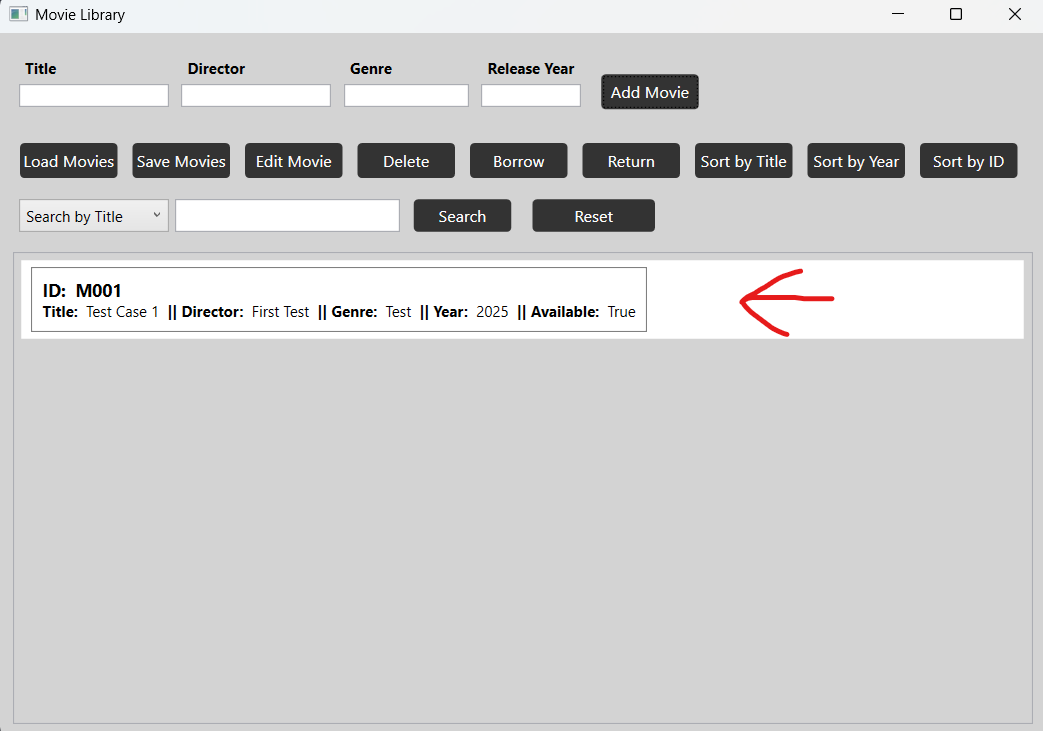 Movie Library
Title Director Genre Release Year
Add Movie
Load Movies Save Movies Edit Movie Delete Borrow Return Sort by Title Sort by Year Sort by ID
Search by Title Search Reset
ID: M001
Title: Test Case 1 || Director: First Test || Genre: Test || Year: 2025 || Available: True